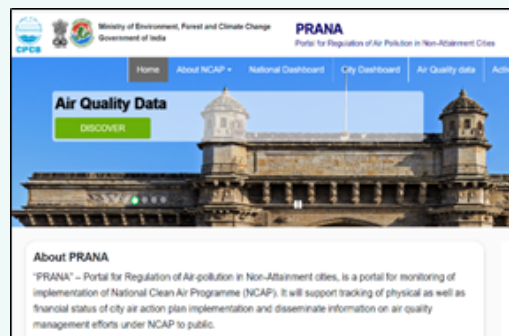 CPCB
Ministry of Environment, Forest and Climate Change
Government of India
PRANA
Portal for Regulation of Air Pollution in Non-Attainment Cities
Home About NCAP National Dashboard City Dashboard Air Quality data
Air Quality Data
DISCOVER
About PRANA
"PRANA" – Portal for Regulation of Air-pollution in Non-Attainment cities, is a portal for monitoring of
implementation of National Clean Air Programme (NCAP). It will support tracking of physical as well as
financial status of city air action plan implementation and disseminate information on air quality
management efforts under NCAP to public.